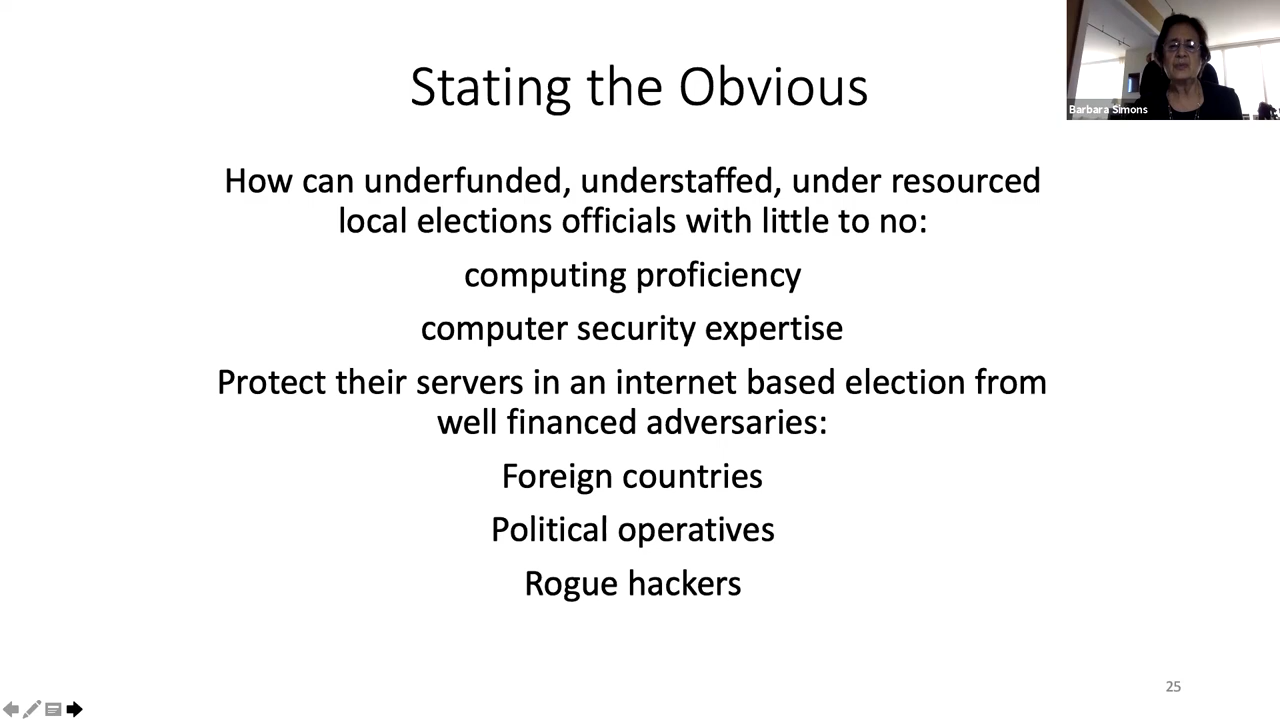 Stating the Obvious
Barbara Simons
How can underfunded, understaffed, under resourced
local elections officials with little to no:
computing proficiency
computer security expertise
Protect their servers in an internet based election from
well financed adversaries:
Foreign countries
Political operatives
Rogue hackers
25